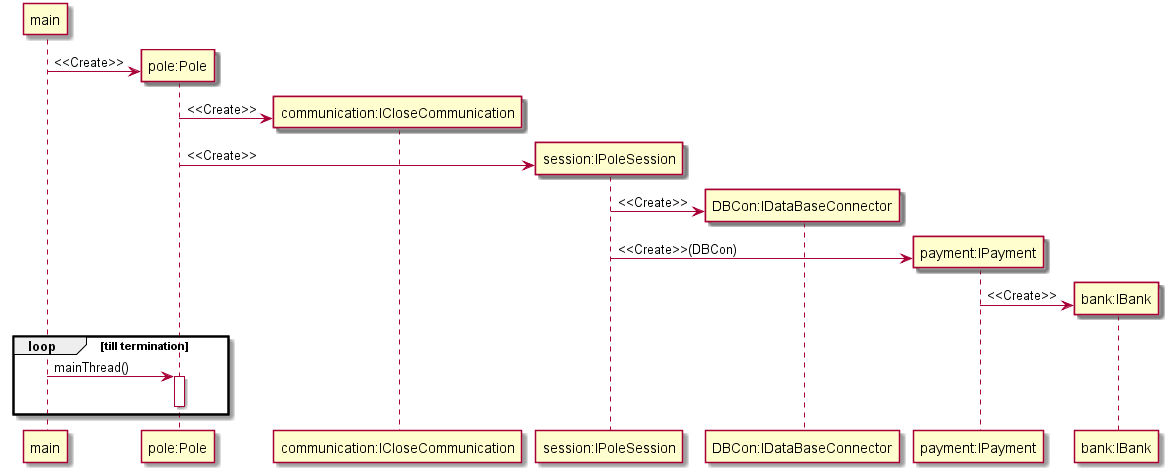 main
<<Create>>
pole:Pole
<<Create>>
communication:ICloseCommunication
<<Create>>
session:IPoleSession
<<Create>>
DBCon:IDataBaseConnector
<<Create>>(DBCon)
payment:IPayment
<<Create>>
bank:IBank
loop [till termination]
mainThread()
main pole:Pole communication:ICloseCommunication session:IPoleSession DBCon:IDataBaseConnector payment:IPayment bank:IBank